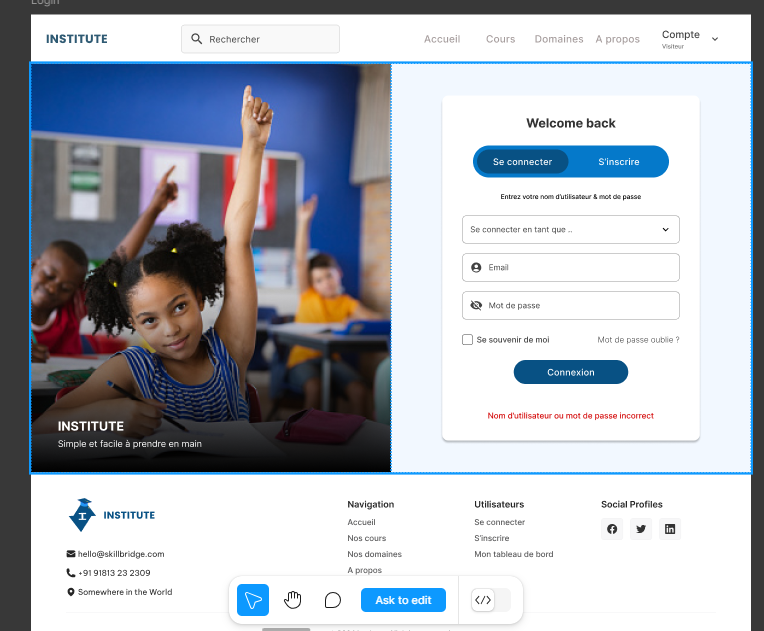 Login
INSTITUTE
Rechercher
Accueil
Cours
Domaines
A propos
Compte
Visiteur
INSTITUTE
Simple et facile à prendre en main
Welcome back
Se connecter
S'inscrire
Entrez votre nom d'utilisateur & mot de passe
Se connecter en tant que ..
Email
Mot de passe
Se souvenir de moi
Mot de passe oublie ?
Connexion
Nom d'utilisateur ou mot de passe incorrect
INSTITUTE
hello@skillbridge.com
+91 91813 23 2309
Somewhere in the World
Navigation
Accueil
Nos cours
Nos domaines
A propos
Utilisateurs
Se connecter
S'inscrire
Mon tableau de bord
Social Profiles
Ask to edit